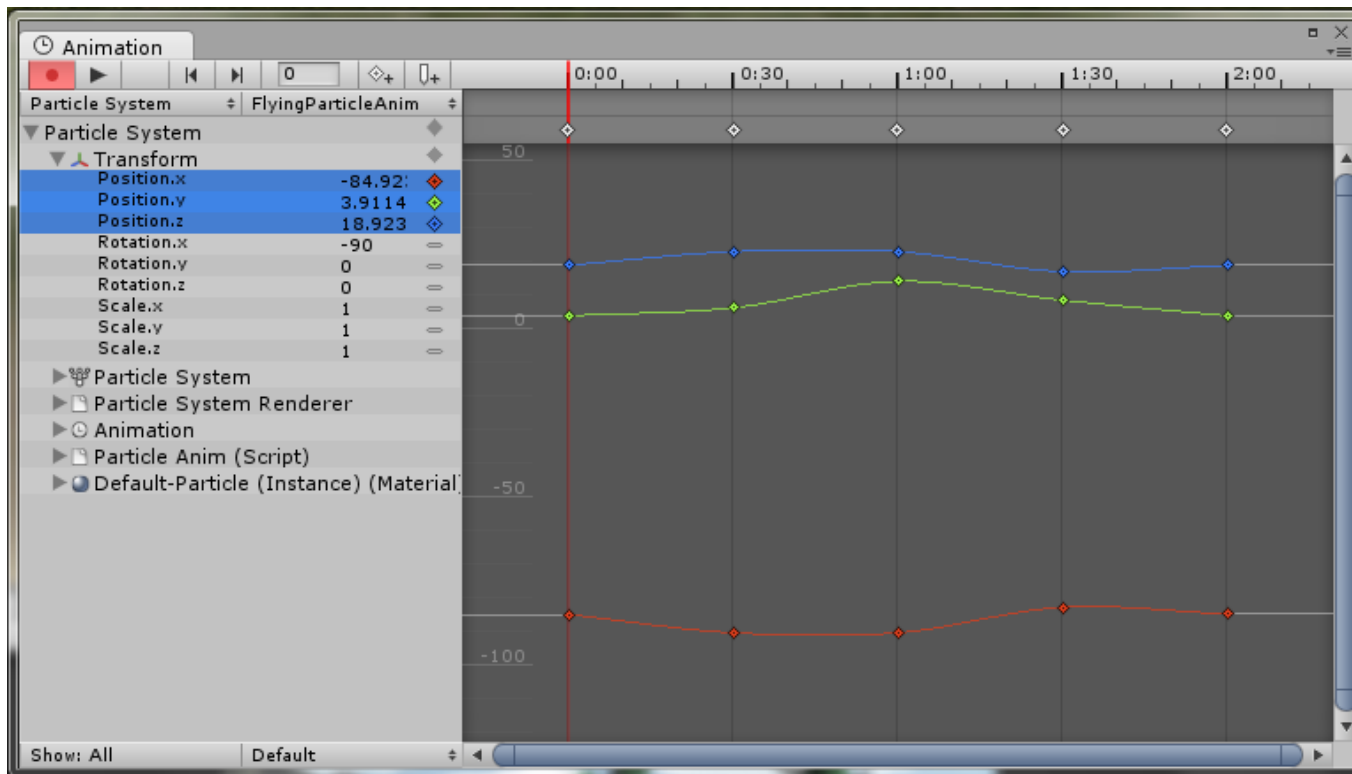 Animation
0
0:00 0:30 1:00 1:30 2:00
Particle System FlyingParticleAnim
Particle System
Transform
Position.x -84.92
Position.y 3.9114
Position.z 18.923
Rotation.x -90
Rotation.y 0
Rotation.z 0
Scale.x 1
Scale.y 1
Scale.z 1
Particle System
Particle System Renderer
Animation
Particle Anim (Script)
Default-Particle (Instance) (Material)
50
0
-50
-100
Show: All Default